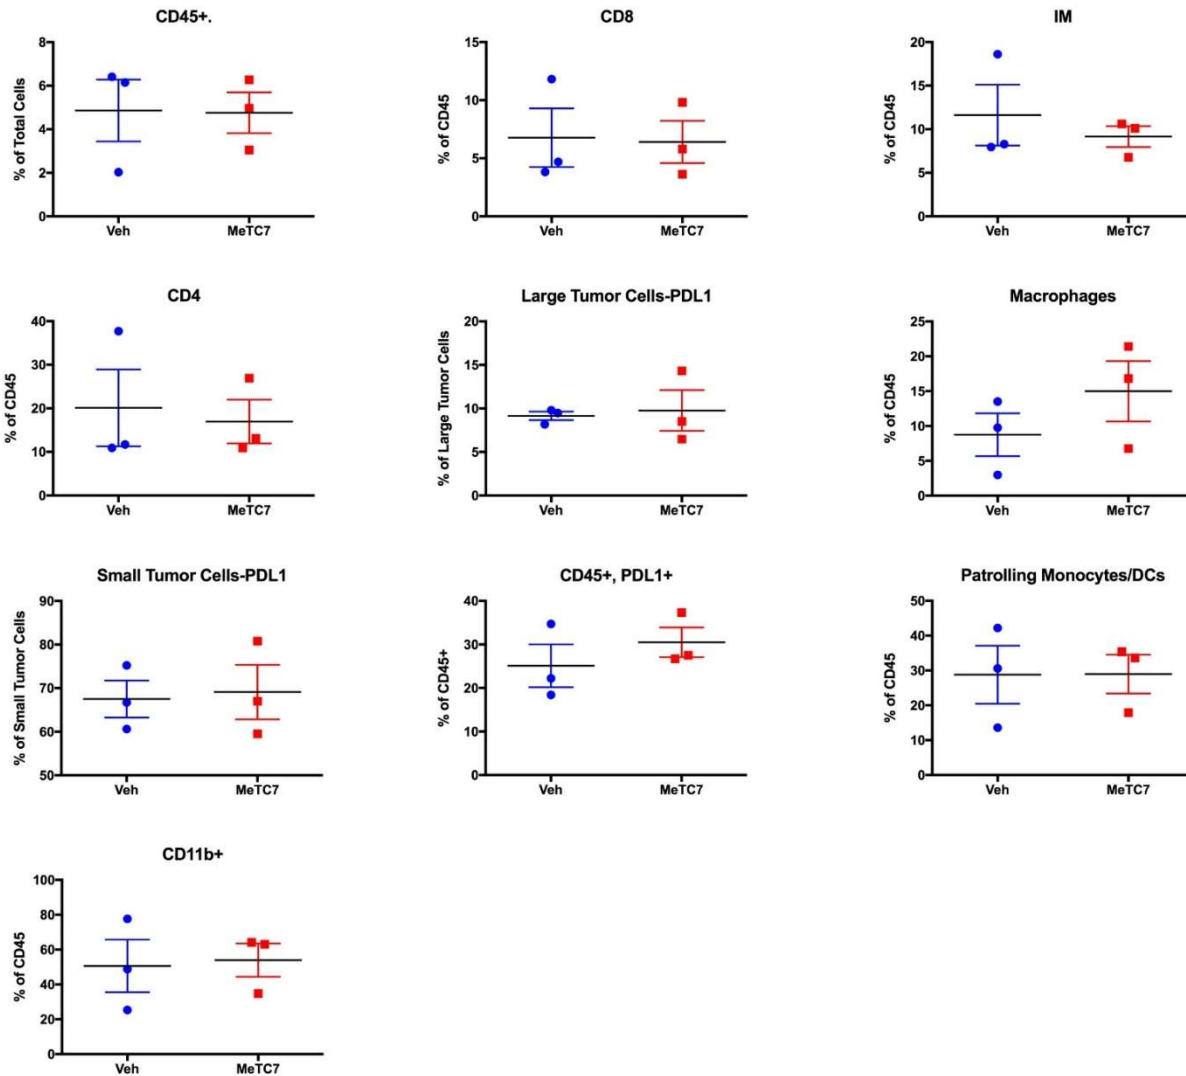 CD45+.
% of Total Cells
8
6
4
2
0
Veh MeTC7
CD8
% of CD45
15
10
5
0
Veh MeTC7
IM
% of CD45
20
15
10
5
0
Veh MeTC7
CD4
% of CD45
40
30
20
10
0
Veh MeTC7
Large Tumor Cells-PDL1
% of Large Tumor Cells
20
15
10
5
0
Veh MeTC7
Macrophages
% of CD45
25
20
15
10
5
0
Veh MeTC7
Small Tumor Cells-PDL1
% of Small Tumor Cells
90
80
70
60
50
Veh MeTC7
CD45+, PDL1+
% of CD45+
40
30
20
10
0
Veh MeTC7
Patrolling Monocytes/DCs
% of CD45
50
40
30
20
10
0
Veh MeTC7
CD11b+
% of CD45
100
80
60
40
20
0
Veh MeTC7